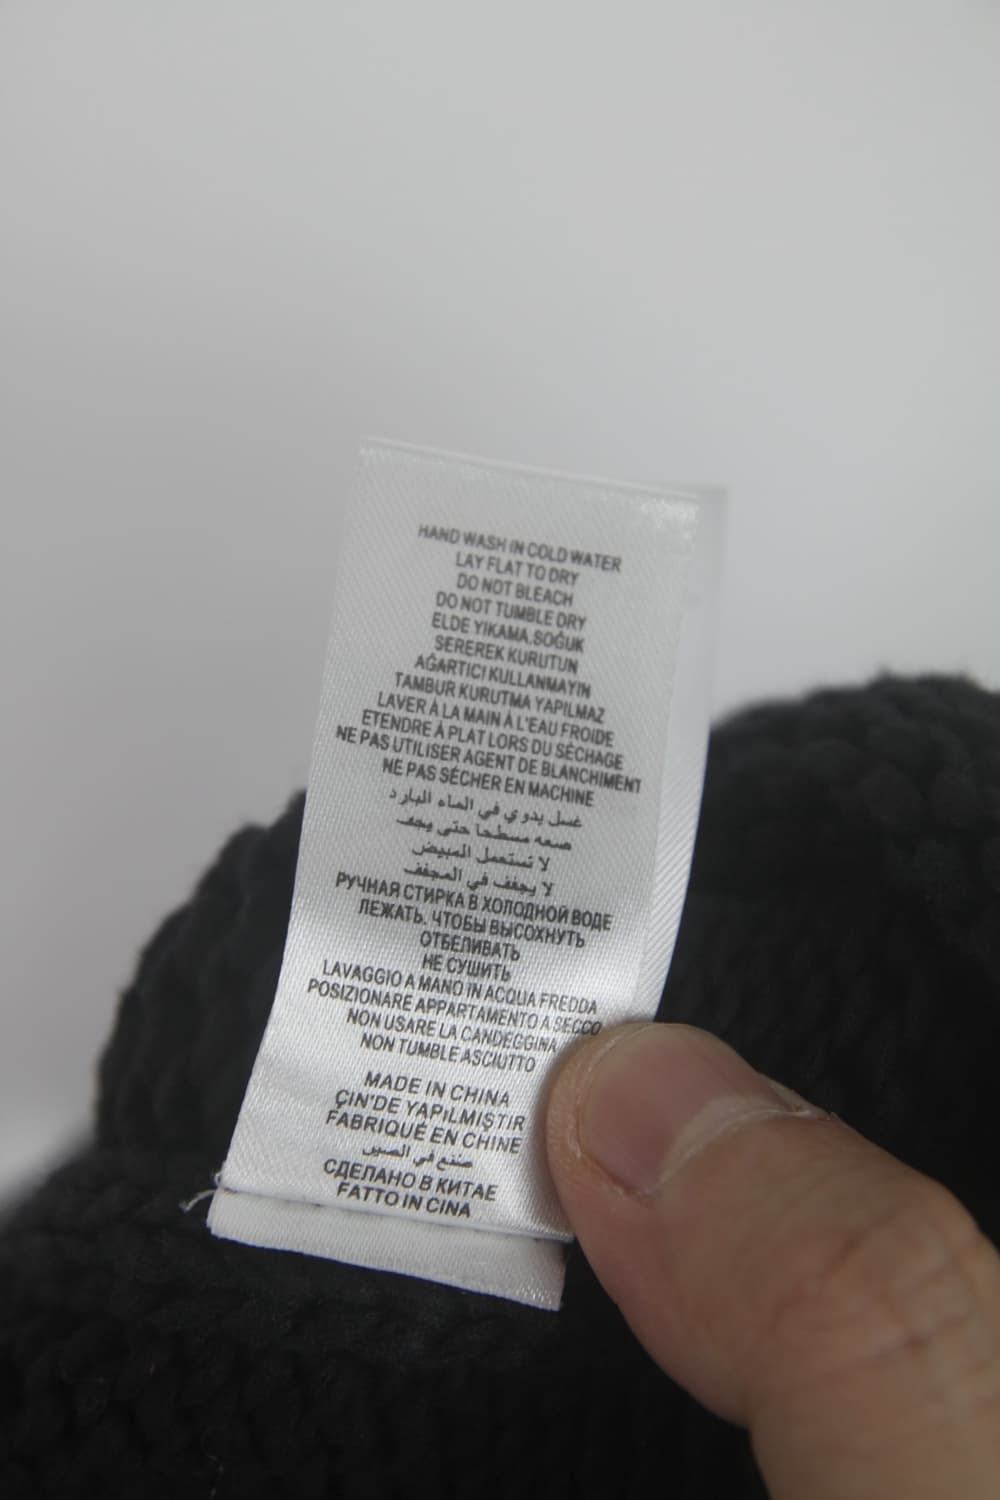 HAND WASH IN COLD WATER
LAY FLAT TO DRY
DO NOT BLEACH
DO NOT TUMBLE DRY
ELDE YIKAMA.SOĞUK
SEREREK KURUTUN
AĞARTICI KULLANMAYIN
TAMBUR KURUTMA YAPILMAZ
LAVER À LA MAIN À L'EAU FROIDE
ETENDRE À PLAT LORS DU SÉCHAGE
NE PAS UTILISER AGENT DE BLANCHIMENT
NE PAS SÉCHER EN MACHINE
غسل يدوي في الماء البارد
ضعه مسطحا حتى يجف
لا تستعمل المبيض
لا يجفف في المجفف
РУЧНАЯ СТИРКА В ХОЛОДНОЙ ВОДЕ
ЛЕЖАТЬ, ЧТОБЫ ВЫСОХНУТЬ
ОТБЕЛИВАТЬ
НЕ СУШИТЬ
LAVAGGIO A MANO IN ACQUA FREDDA
POSIZIONARE APPARTAMENTO A SECCO
NON USARE LA CANDEGGINA
NON TUMBLE ASCIUTTO
MADE IN CHINA
ÇIN'DE YAPıLMIŞTIR
FABRIQUÉ EN CHINE
صنع في الصين
СДЕЛАНО В КИТАЕ
FATTO IN CINA